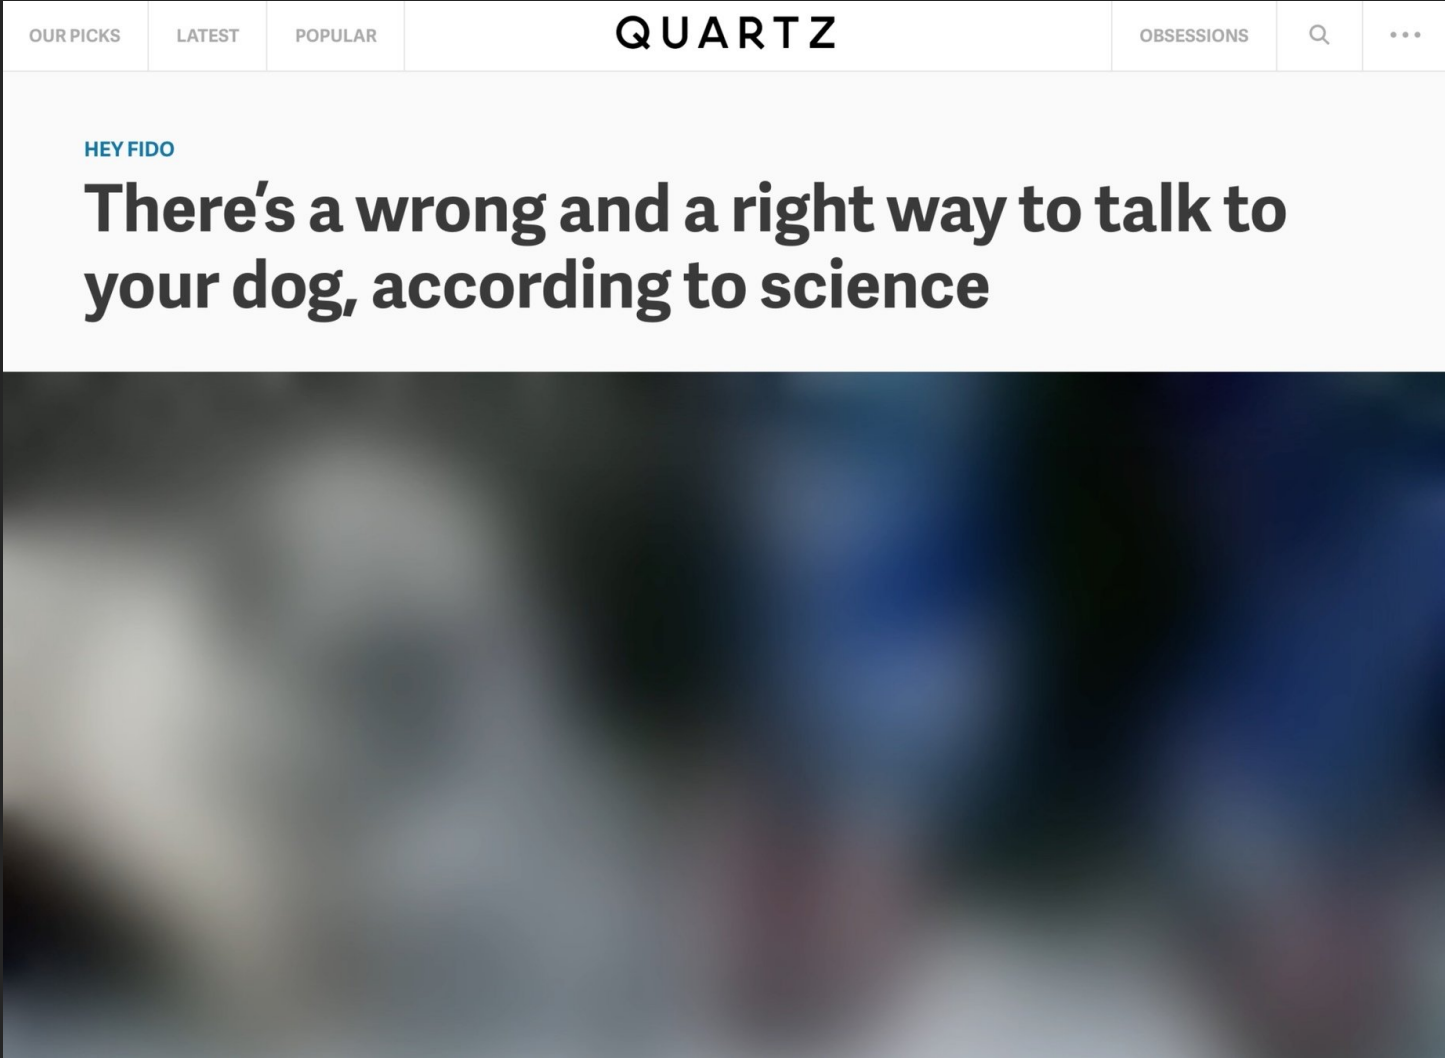 OUR PICKS
LATEST
POPULAR
QUARTZ
OBSESSIONS
HEY FIDO
There’s a wrong and a right way to talk to
your dog, according to science